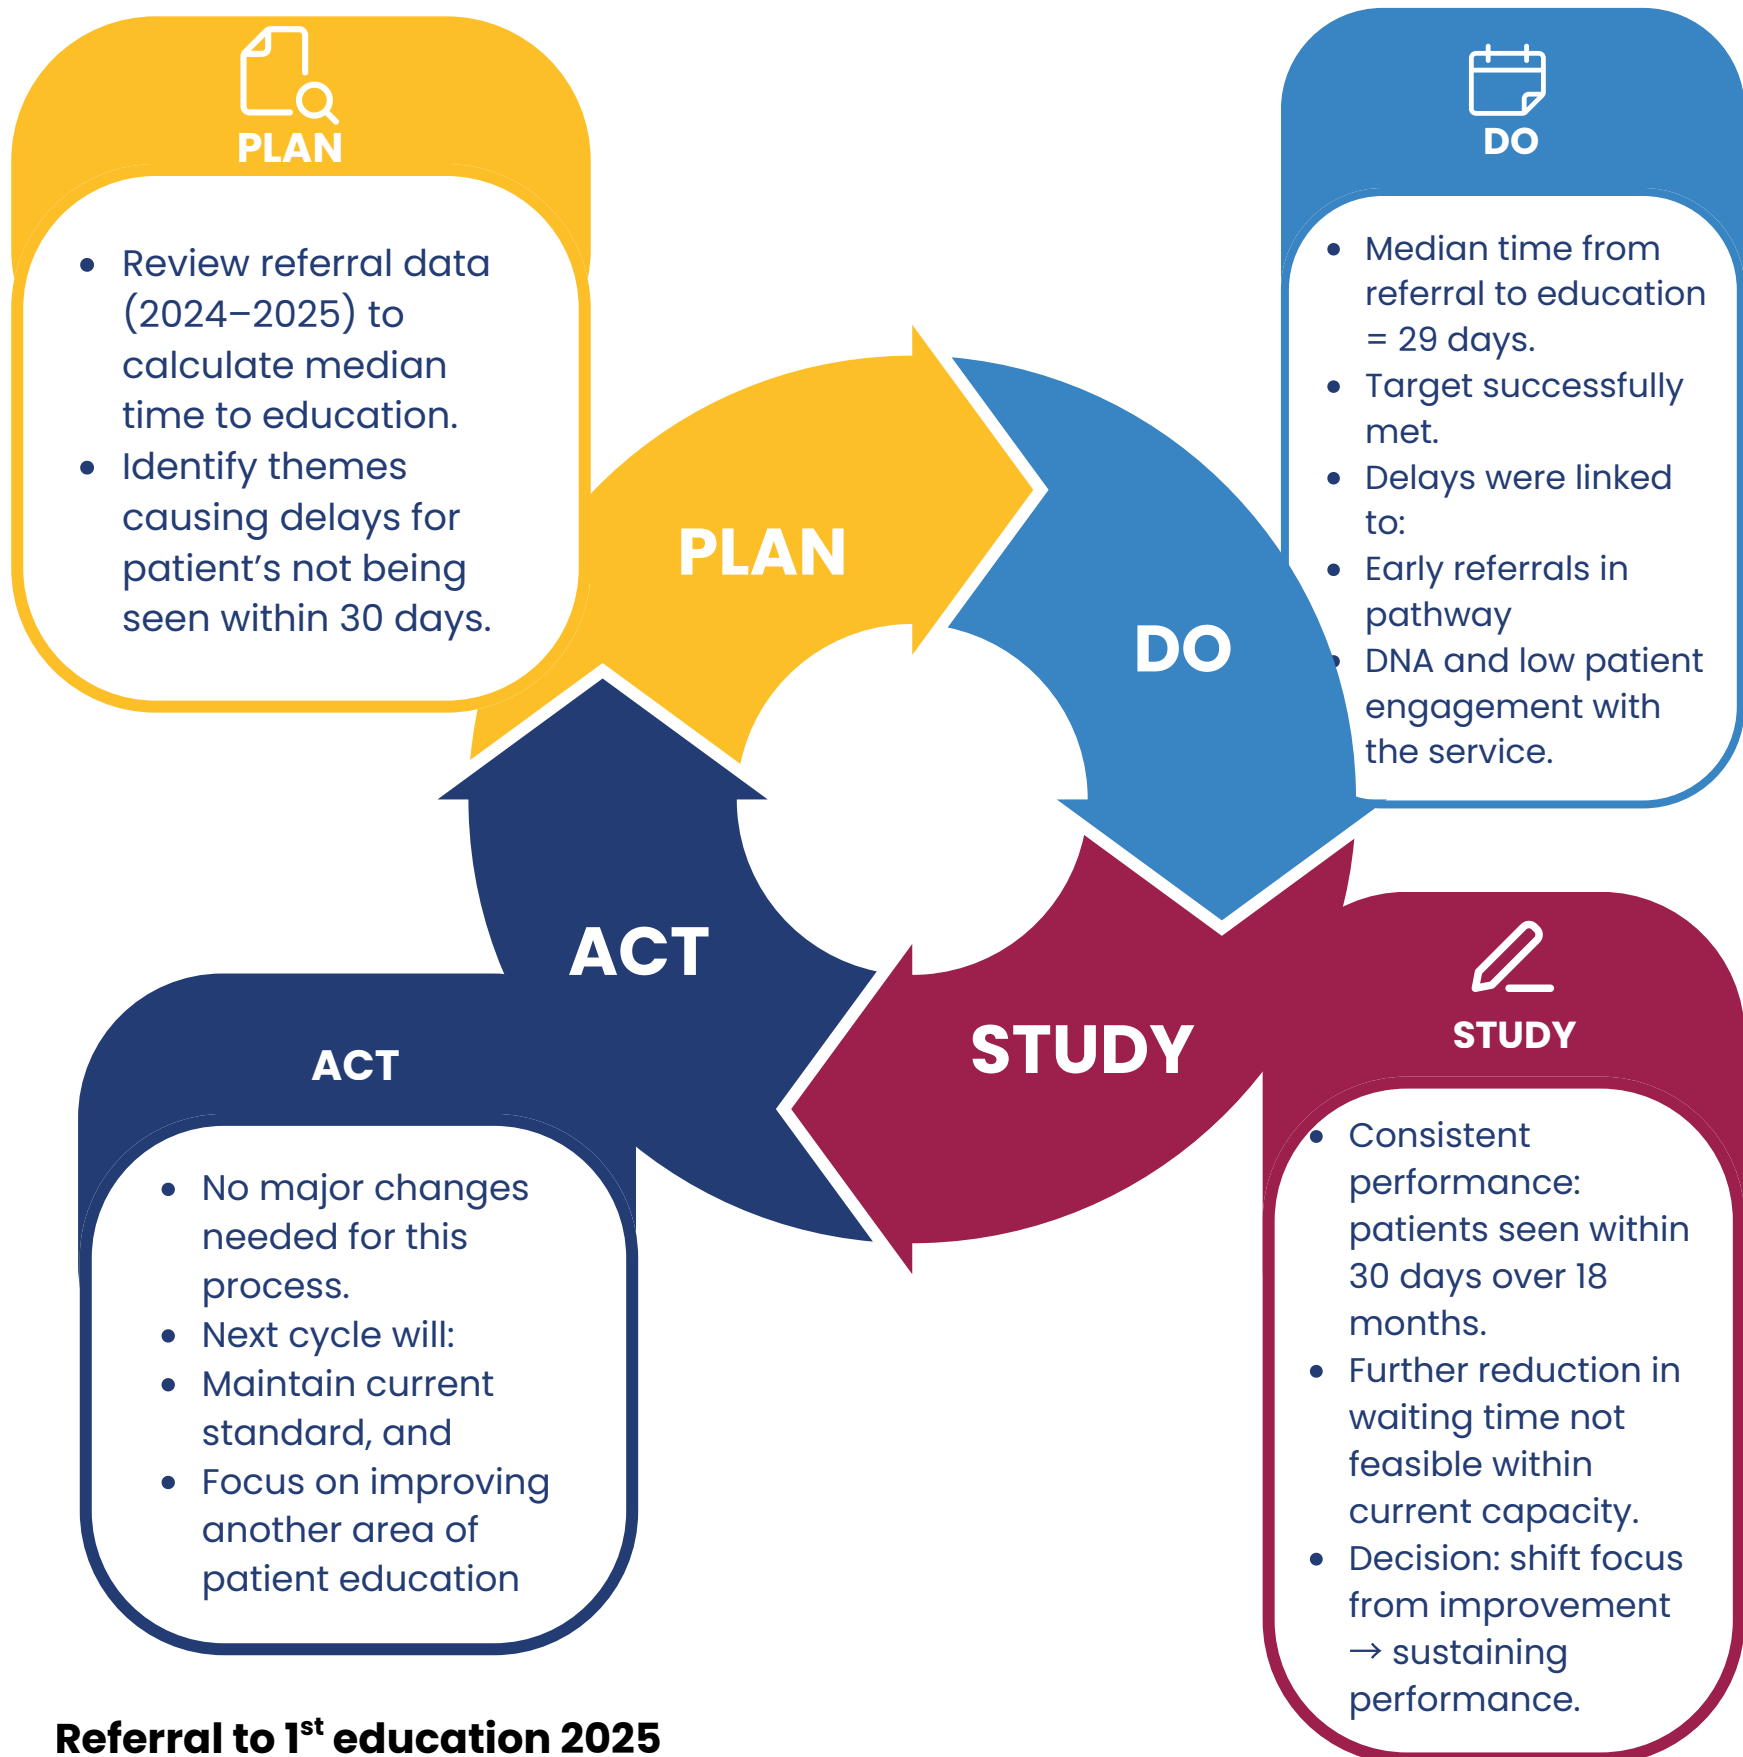 PLAN
• Review referral data
(2024–2025) to
calculate median
time to education.
• Identify themes
causing delays for
patient’s not being
seen within 30 days.
DO
• Median time from
referral to education
= 29 days.
• Target successfully
met.
• Delays were linked
to:
• Early referrals in
pathway
• DNA and low patient
engagement with
the service.
PLAN
DO
ACT
STUDY
STUDY
• Consistent
performance:
patients seen within
30 days over 18
months.
• Further reduction in
waiting time not
feasible within
current capacity.
• Decision: shift focus
from improvement
→ sustaining
performance.
ACT
• No major changes
needed for this
process.
• Next cycle will:
• Maintain current
standard, and
• Focus on improving
another area of
patient education
Referral to 1st education 2025